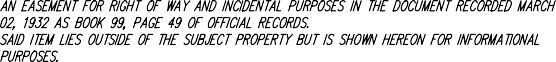 AN EASEMENT FOR RIGHT OF WAY AND INCIDENTAL PURPOSES IN THE DOCUMENT RECORDED MARCH
02, 1932 AS BOOK 99, PAGE 49 OF OFFICIAL RECORDS.
SAID ITEM LIES OUTSIDE OF THE SUBJECT PROPERTY BUT IS SHOWN HEREON FOR INFORMATIONAL
PURPOSES.